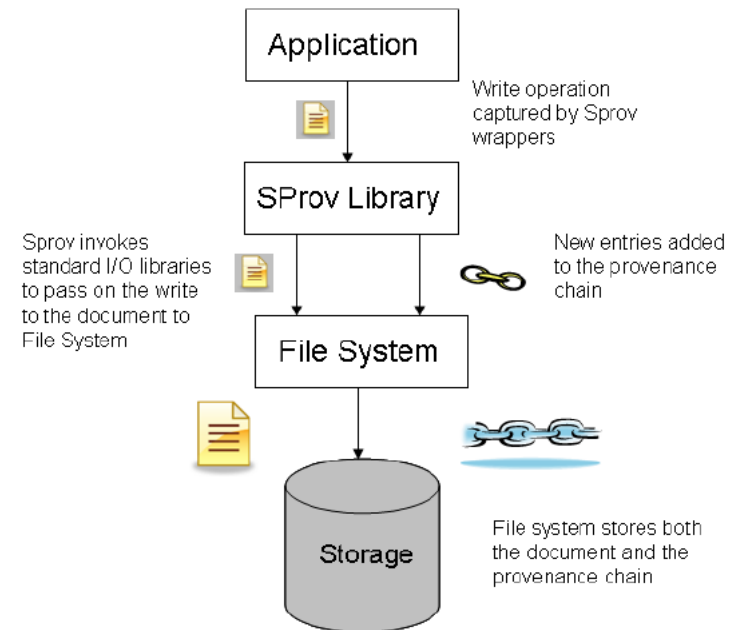 Application
Write operation
captured by Sprov
wrappers
SProv Library
Sprov invokes
standard I/O libraries
to pass on the write
to the document to
File System
New entries added
to the provenance
chain
File System
Storage
File system stores both
the document and the
provenance chain